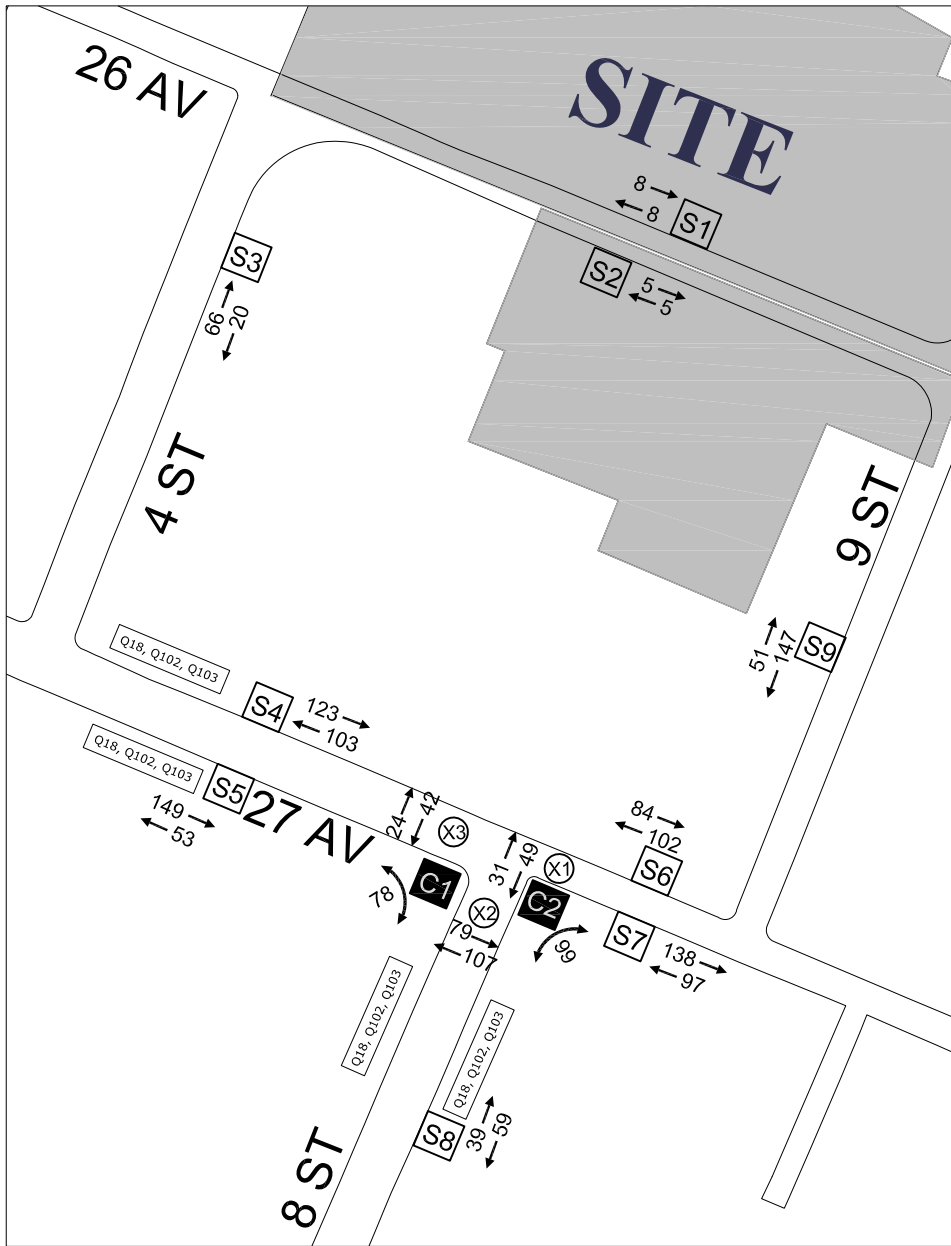 26 AV
SITE
8
8
S1
S2
5
5
S3
66
20
4 ST
9 ST
S9
51
147
Q18, Q102, Q103
S4
123
103
Q18, Q102, Q103
S5
149
53
27 AV
24
42
X3
31
49
X1
84
102
S6
C1
78
X2
79
107
C2
99
S7
138
97
Q18, Q102, Q103
Q18, Q102, Q103
S8
39
59
8 ST